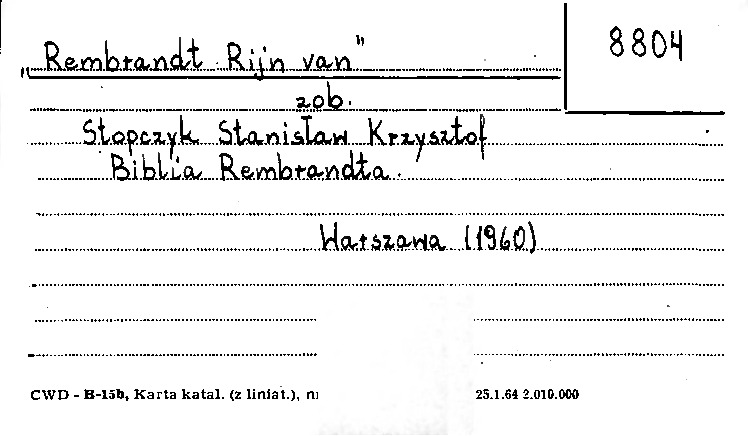 „Rembrandt Rijn van"
8804
zob.
Stopczyk Stanisław Krzysztof
Biblia Rembrandta.
Warszawa (1960)
CWD - B-15b, Karta katal. (z liniat.), 25.1.64 2.010.000